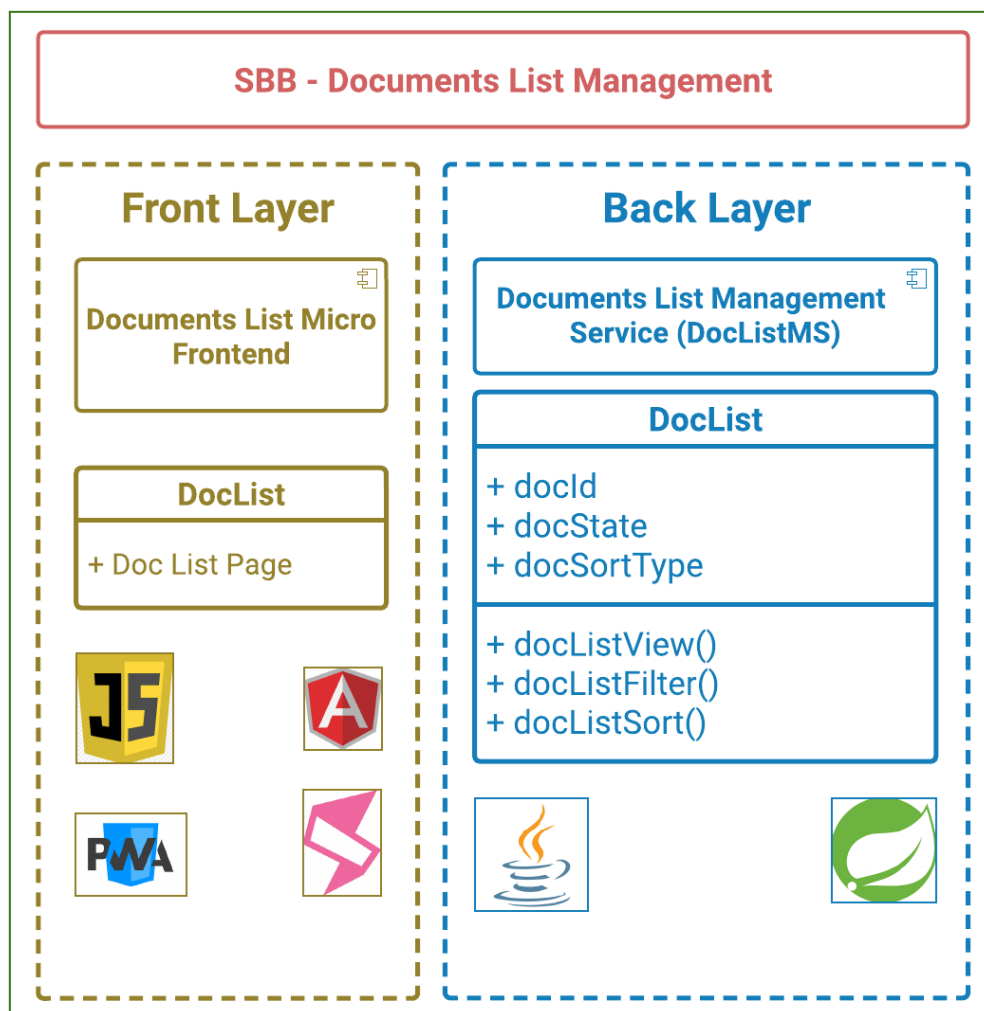 SBB - Documents List Management
Front Layer
Documents List Micro
Frontend
DocList
+ Doc List Page
JS
A
PWA
Back Layer
Documents List Management
Service (DocListMS)
DocList
+ docId
+ docState
+ docSortType
+ docListView()
+ docListFilter()
+ docListSort()